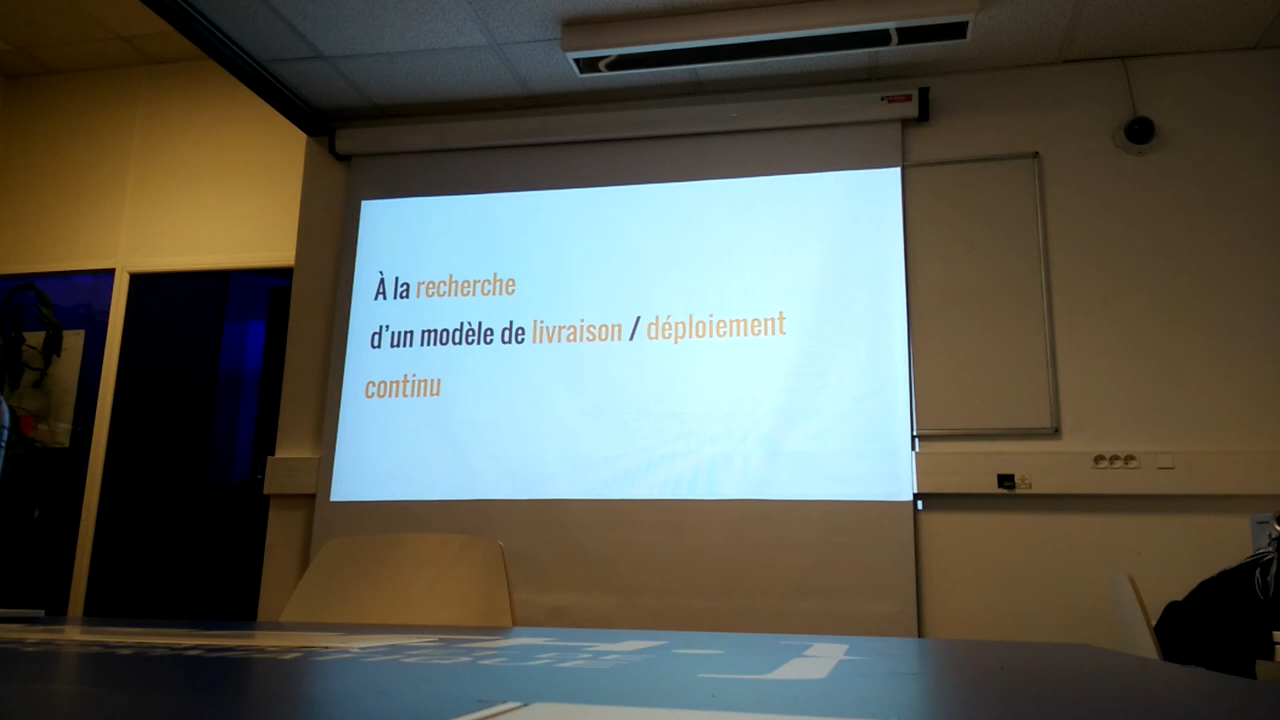 À la recherche
d'un modèle de livraison / déploiement
continu